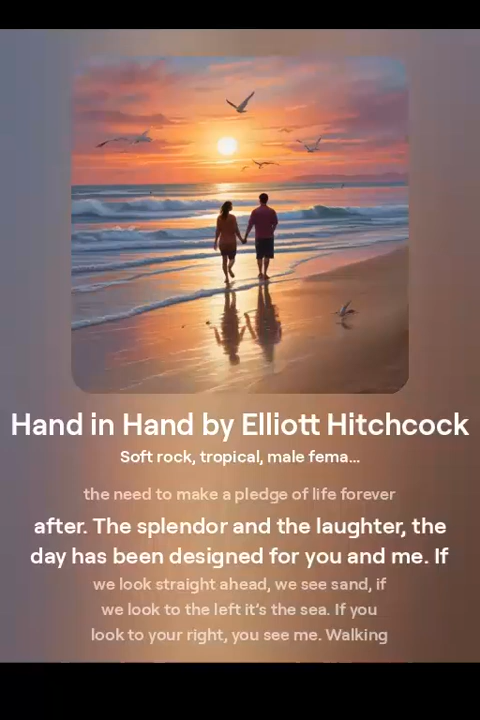 Hand in Hand by Elliott Hitchcock
Soft rock, tropical, male fema...
the need to make a pledge of life forever
after. The splendor and the laughter, the
day has been designed for you and me. If
we look straight ahead, we see sand, if
we look to the left it’s the sea. If you
look to your right, you see me. Walking